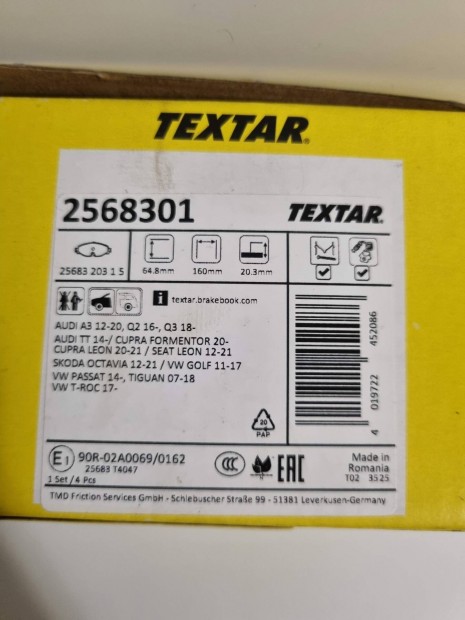 TEXTAR®
2568301
TEXTAR®
25683 203 1 5
64.8mm
160mm
20.3mm
i textar.brakebook.com
AUDI A3 12-20, Q2 16-, Q3 18-
AUDI TT 14-/ CUPRA FORMENTOR 20-
CUPRA LEON 20-21 / SEAT LEON 12-21
SKODA OCTAVIA 12-21 / VW GOLF 11-17
VW PASSAT 14-, TIGUAN 07-18
VW T-ROC 17-
4 019722 452086
20
PAP
E1 90R-02A0069/0162
25683 T4047
1 Set / 4 Pcs
CCC
EAC
Made in
Romania
102 3525
TMD Friction Services GmbH - Schlebuscher Straße 99 - 51381 Leverkusen-Germany